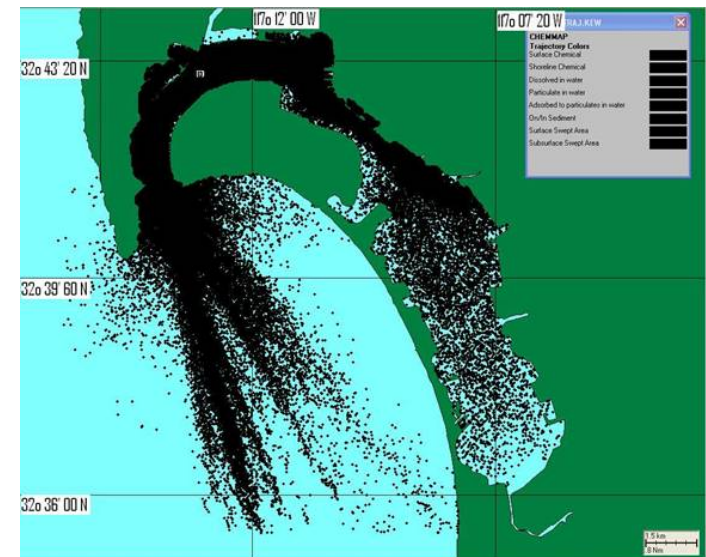 117o 12' 00 W
117o 07' 20 W
TRAJ.KEW
32o 43' 20 N
CHEMMAP
Trajectory Colors
Surface Chemical
Shoreline Chemical
Dissolved in water
Particulate in water
Adsorbed to particulates in water
On/In Sediment
Surface Swept Area
Subsurface Swept Area
32o 39' 60 N
32o 36' 00 N
1.5 km
.8 Nm